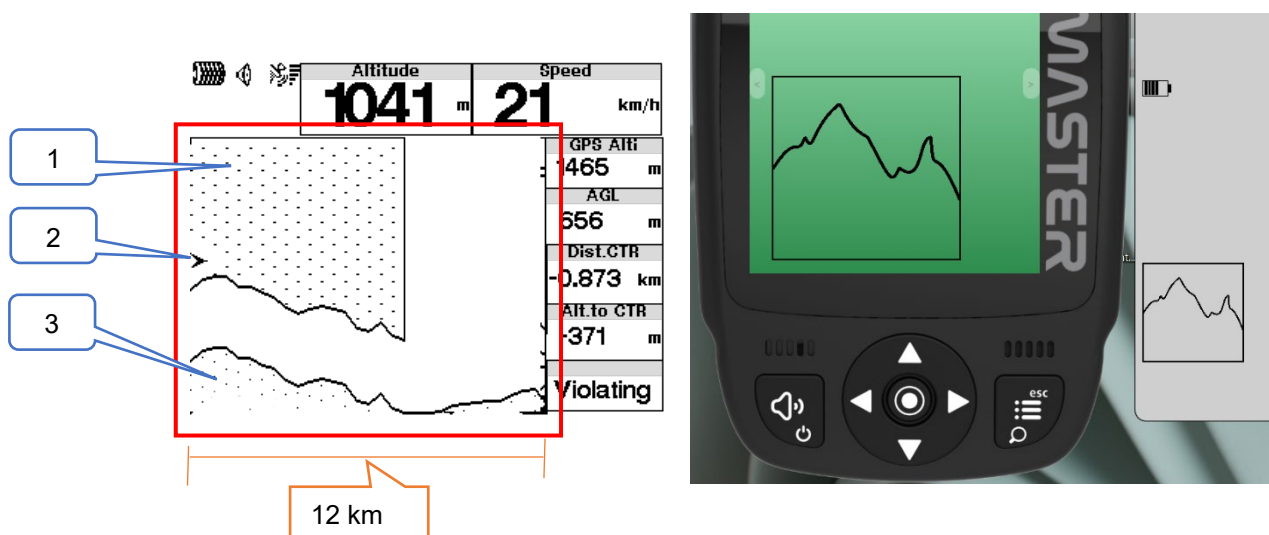 Altitude Speed
1041 m 21 km/h
1
GPS Alti
1465 m
AGL
656 m
2
Dist.CTR
-0.873 km
3
Alt.to CTR
-371 m
Violating
12 km
< >
MASTER
esc